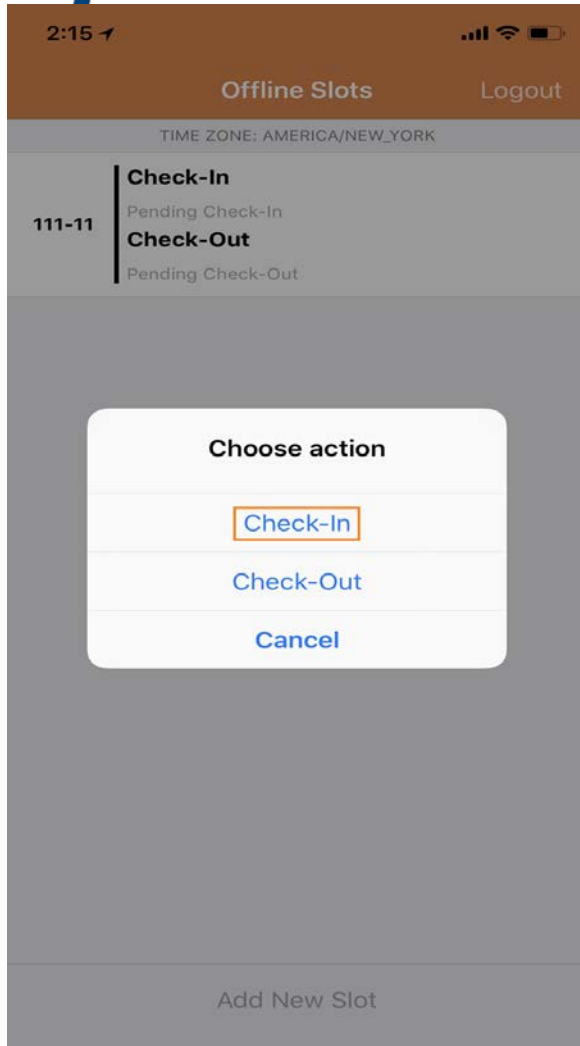 2:15
Offline Slots Logout
TIME ZONE: AMERICA/NEW_YORK
Check-In
Pending Check-In
111-11
Check-Out
Pending Check-Out
Choose action
Check-In
Check-Out
Cancel
Add New Slot